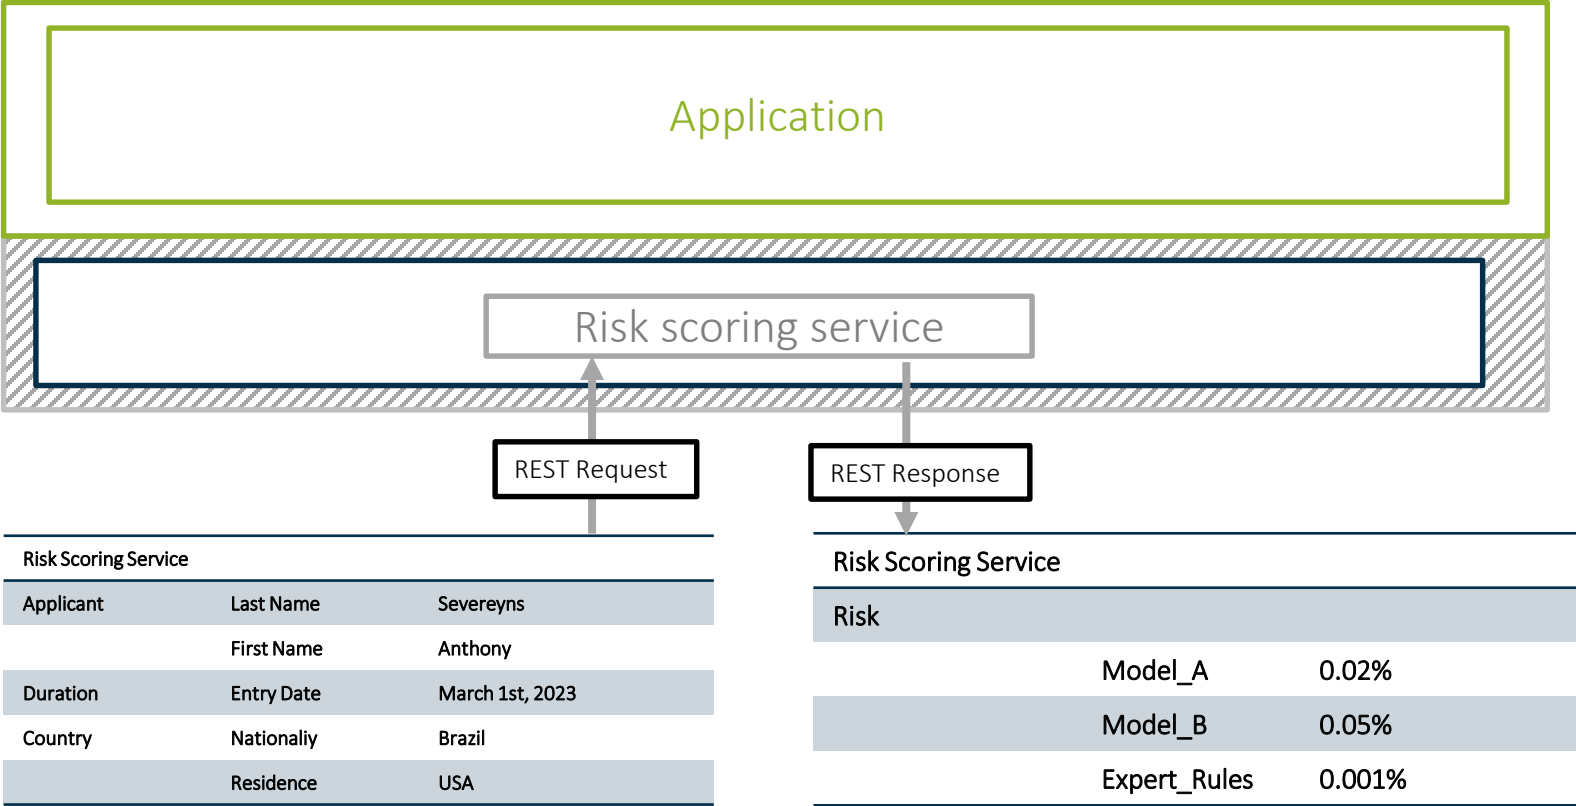 Application
Risk scoring service
REST Request
REST Response
Risk Scoring Service
Applicant Last Name Severeyns
First Name Anthony
Duration Entry Date March 1st, 2023
Country Nationaliy Brazil
Residence USA
Risk Scoring Service
Risk
Model_A 0.02%
Model_B 0.05%
Expert_Rules 0.001%